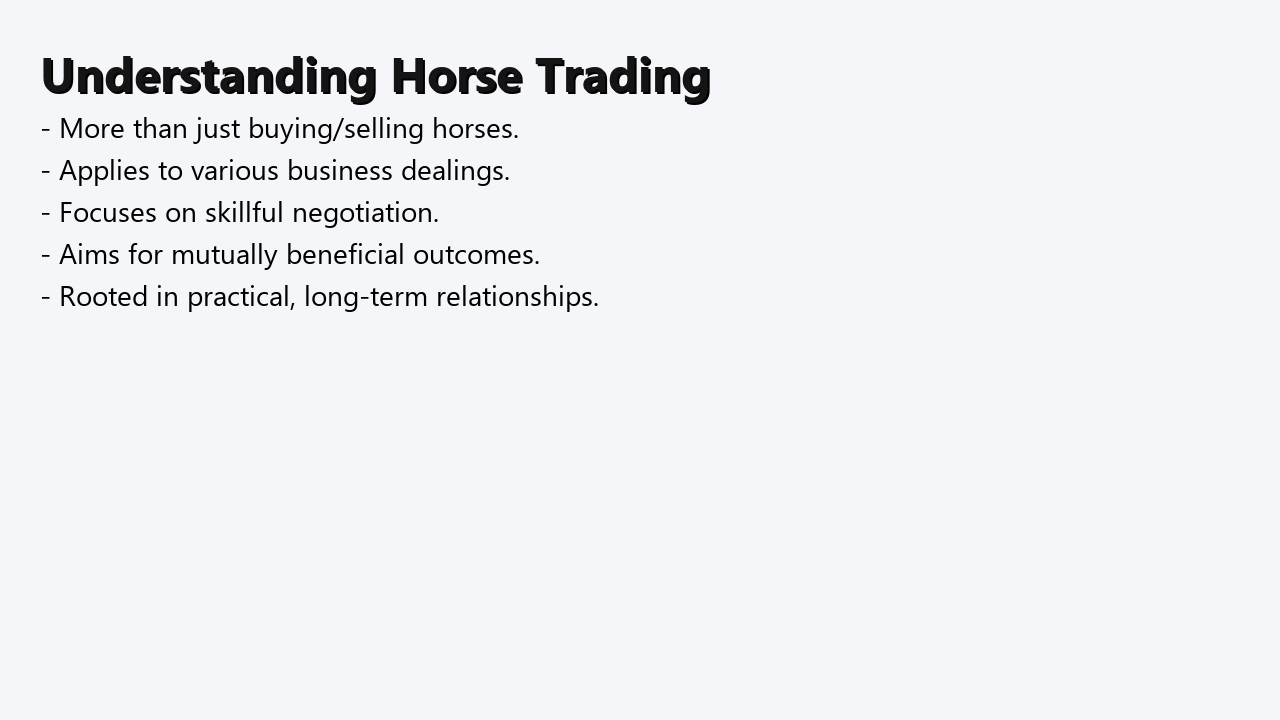 Understanding Horse Trading
- More than just buying/selling horses.
- Applies to various business dealings.
- Focuses on skillful negotiation.
- Aims for mutually beneficial outcomes.
- Rooted in practical, long-term relationships.